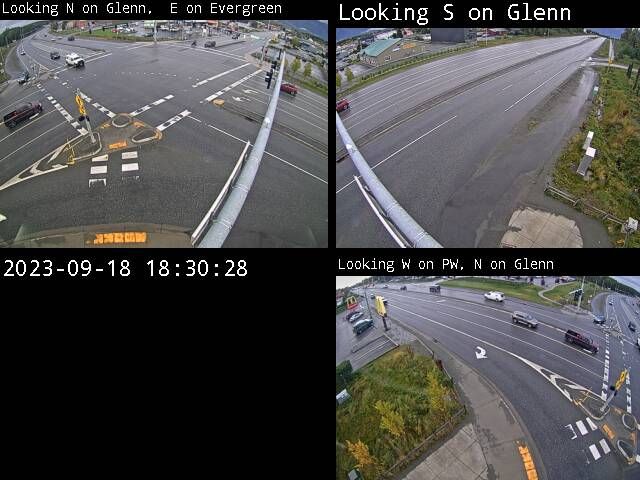 Looking N on Glenn,  E on Evergreen
Looking S on Glenn
2023-09-18 18:30:28
Looking W on PW, N on Glenn